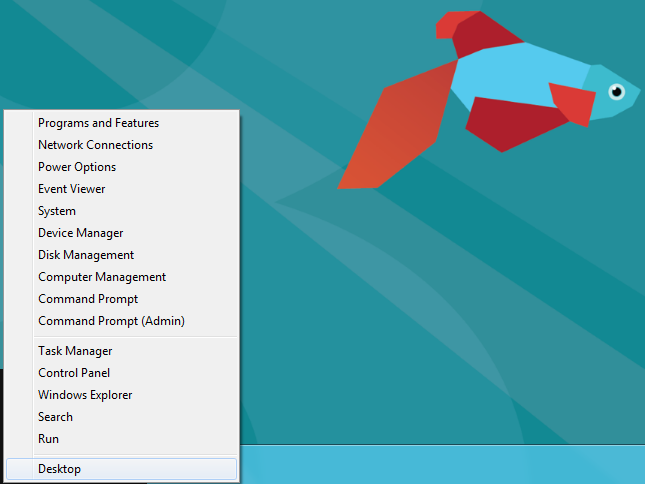 Programs and Features
Network Connections
Power Options
Event Viewer
System
Device Manager
Disk Management
Computer Management
Command Prompt
Command Prompt (Admin)
Task Manager
Control Panel
Windows Explorer
Search
Run
Desktop